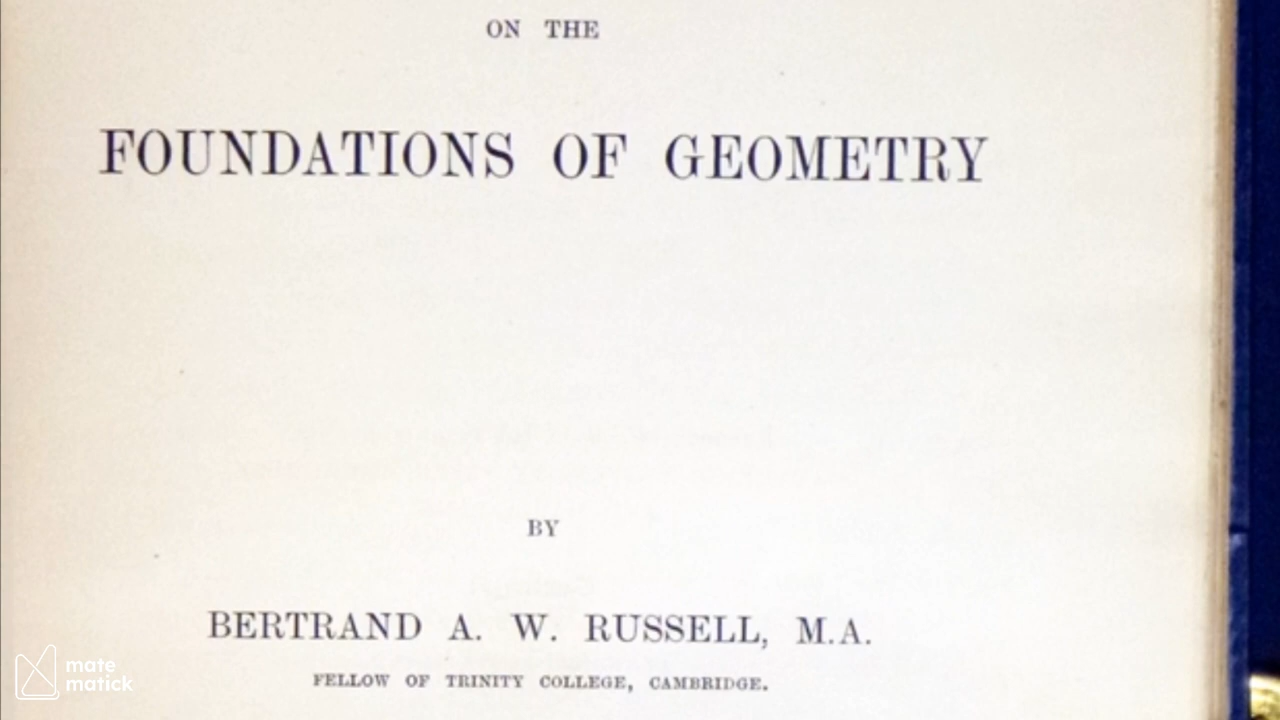 ON THE
FOUNDATIONS OF GEOMETRY
BY
BERTRAND A. W. RUSSELL, M.A.
FELLOW OF TRINITY COLLEGE, CAMBRIDGE.
mate
matick